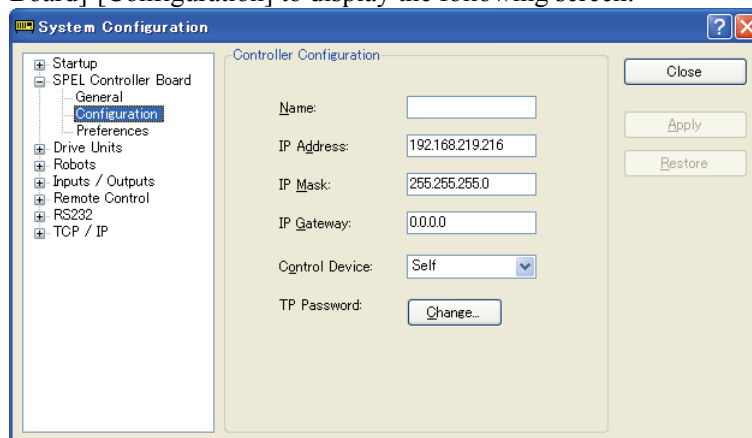 Board]-[Configuration] to display the following screen.
System Configuration
Startup
SPEL Controller Board
General
Configuration
Preferences
Drive Units
Robots
Inputs / Outputs
Remote Control
RS232
TCP / IP
Controller Configuration
Name:
IP Address: 192.168.219.216
IP Mask: 255.255.255.0
IP Gateway: 0.0.0.0
Control Device: Self
TP Password: Change...
Close
Apply
Restore